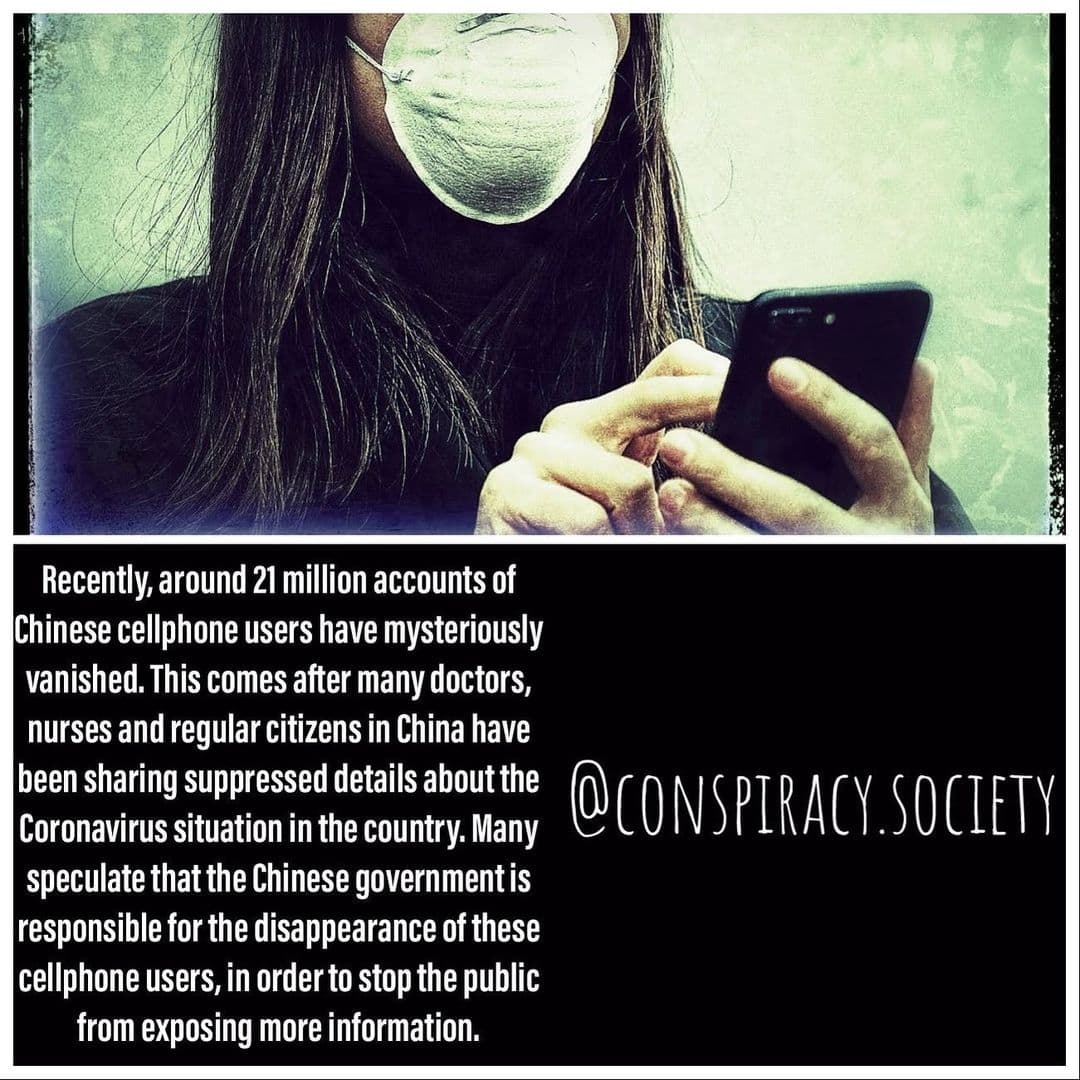 Recently, around 21 million accounts of
Chinese cellphone users have mysteriously
vanished. This comes after many doctors,
nurses and regular citizens in China have
been sharing suppressed details about the
Coronavirus situation in the country. Many
speculate that the Chinese government is
responsible for the disappearance of these
cellphone users, in order to stop the public
from exposing more information.
@CONSPIRACY.SOCIETY